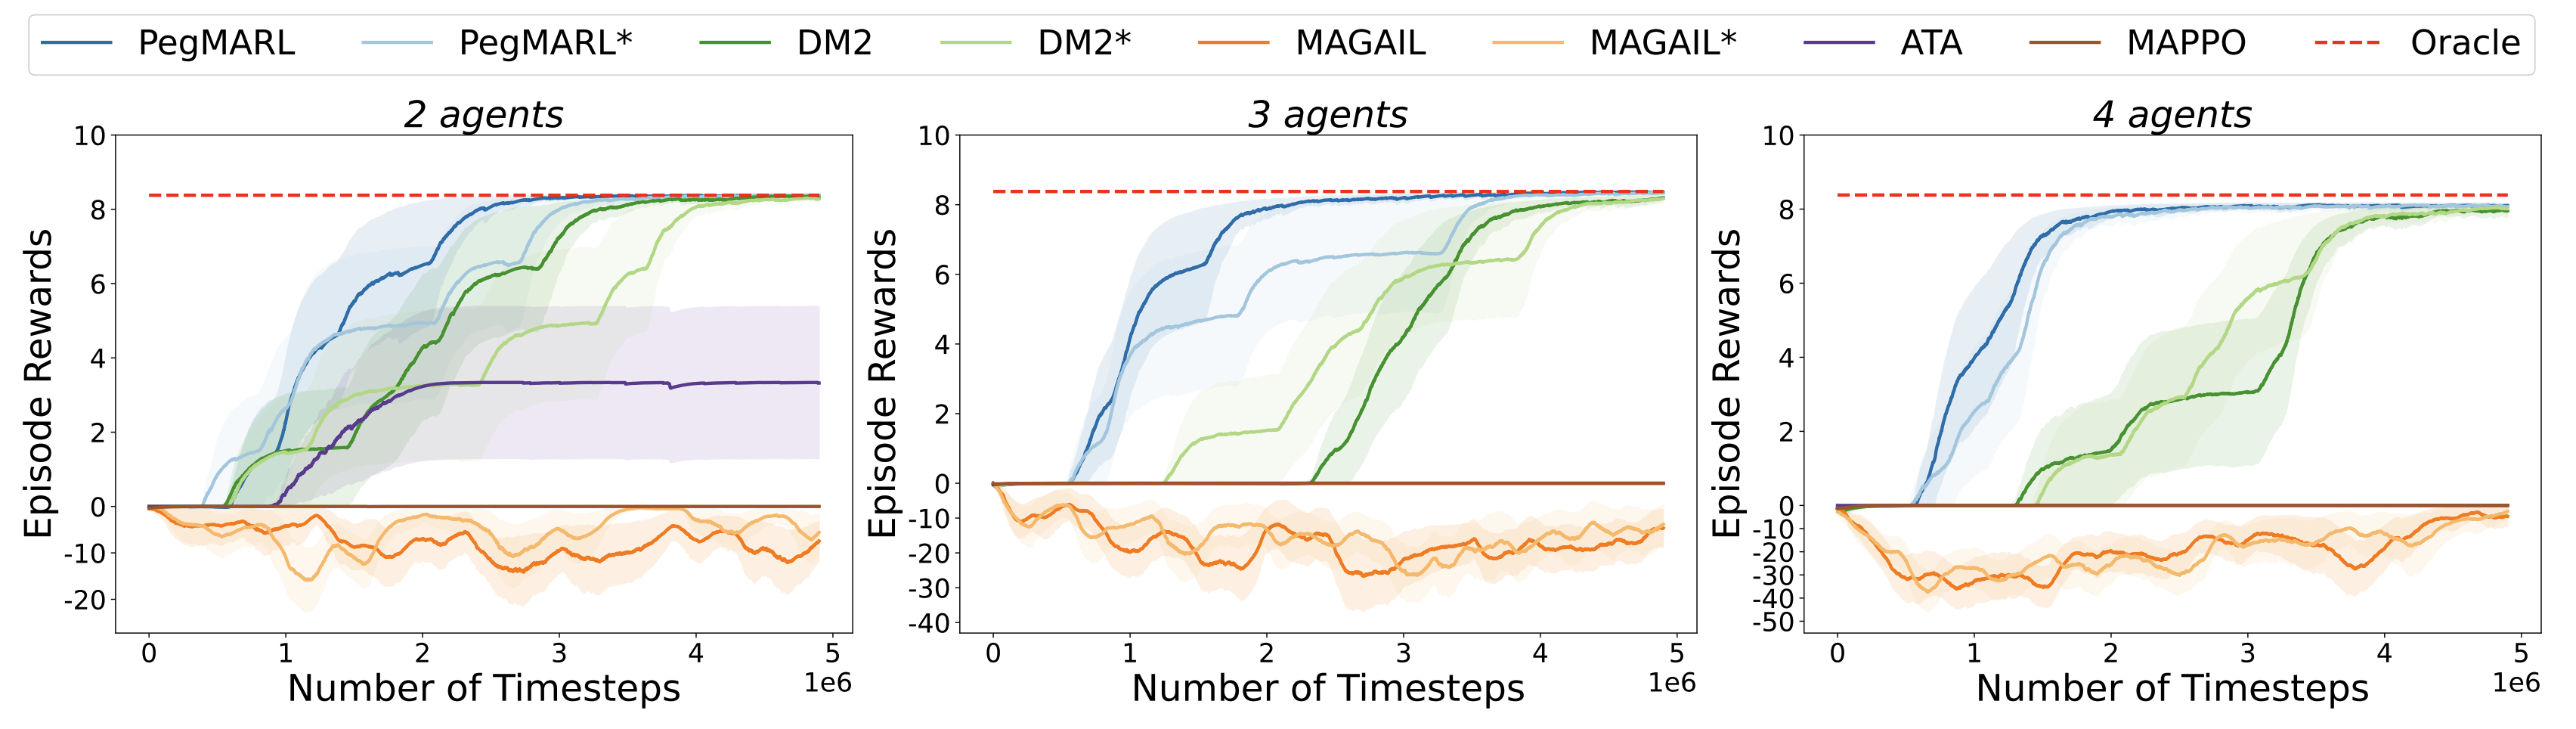 PegMARL PegMARL* DM2 DM2* MAGAIL MAGAIL* ATA MAPPO Oracle
2 agents
10
8
6
4
2
0
-10
-20
Episode Rewards
0 1 2 3 4 5
1e6
Number of Timesteps
3 agents
10
8
6
4
2
0
-10
-20
-30
-40
Episode Rewards
0 1 2 3 4 5
1e6
Number of Timesteps
4 agents
10
8
6
4
2
0
-10
-20
-30
-40
-50
Episode Rewards
0 1 2 3 4 5
1e6
Number of Timesteps